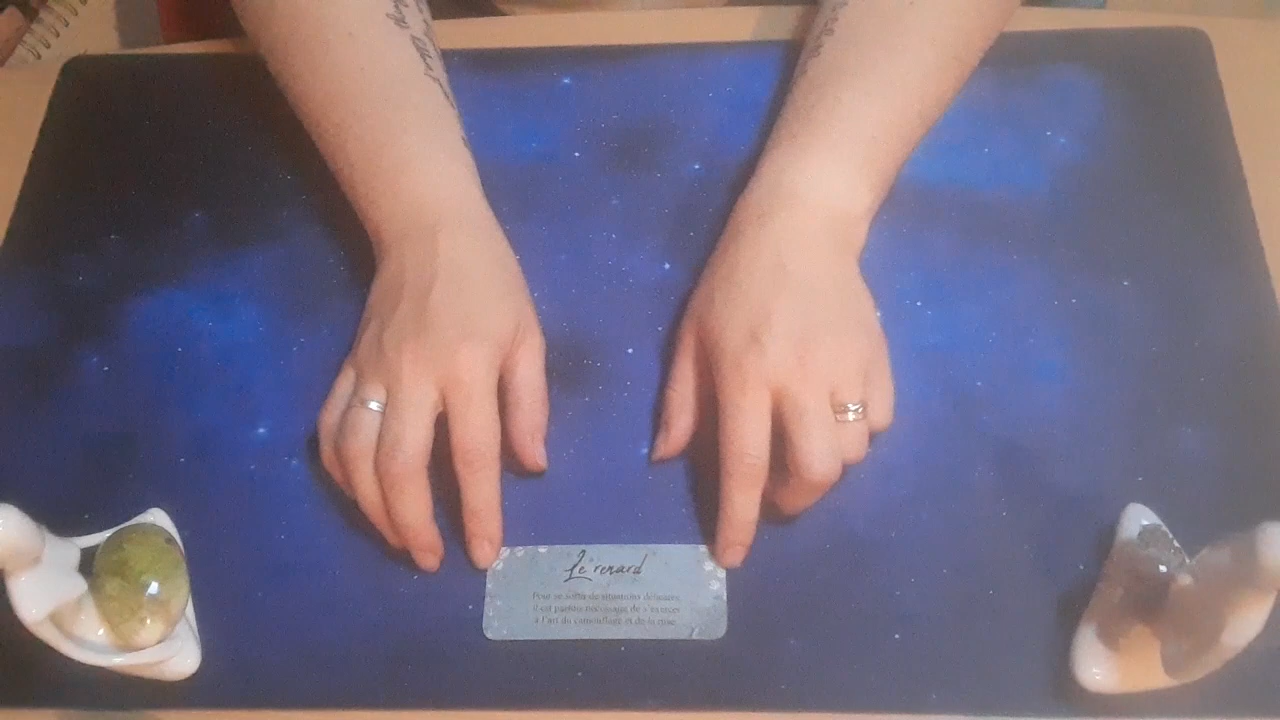 Le renard
Pour se sortir de situations délicates,
il est parfois nécessaire de s'exercer
à l'art du camouflage et de la ruse.